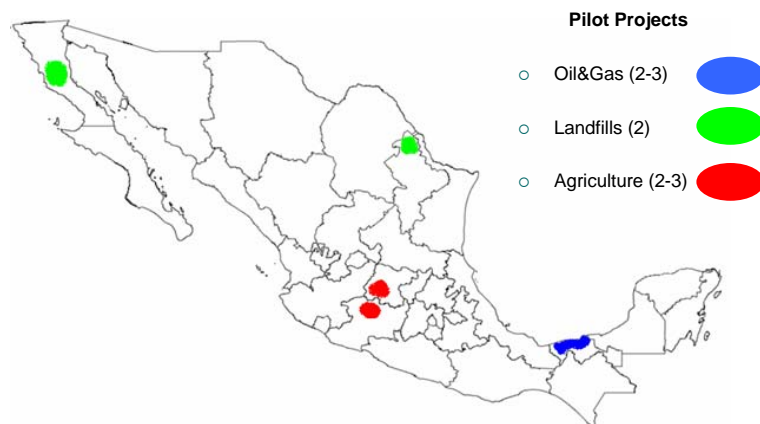 Pilot Projects
○ Oil&Gas (2-3)
○ Landfills (2)
○ Agriculture (2-3)